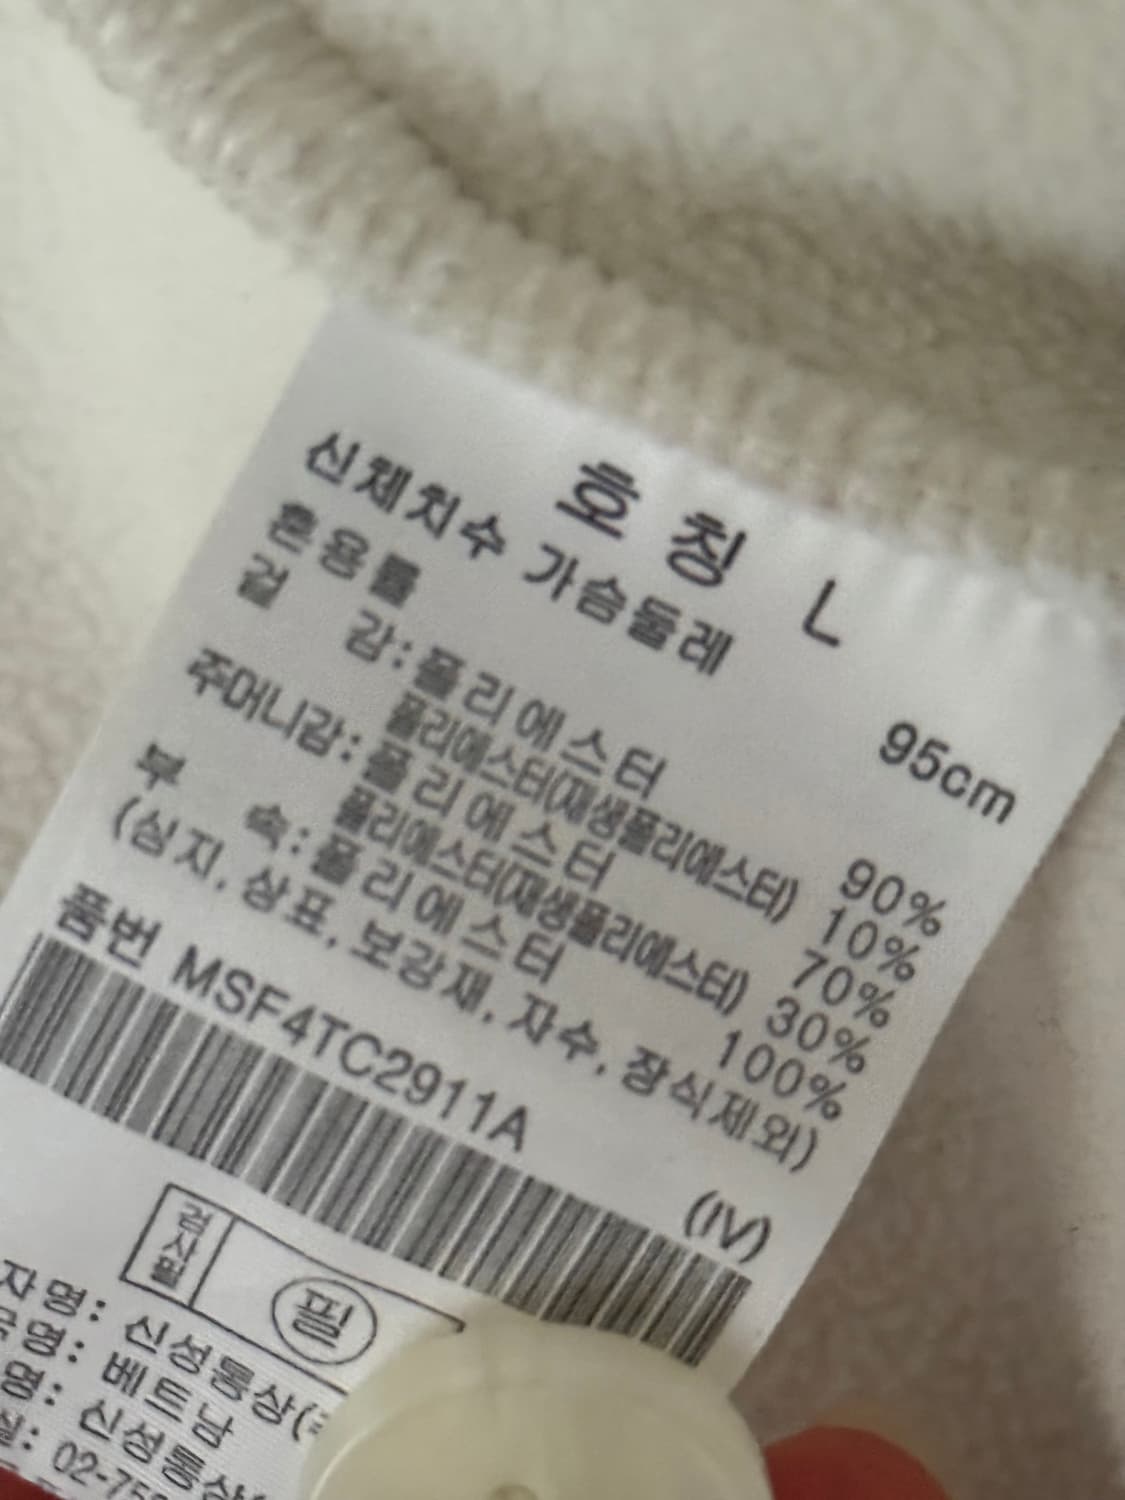 호칭 L
신체치수 가슴둘레 95cm
혼용률
겉 감: 폴리에스터 90%
폴리에스터(재생폴리에스터) 10%
주머니감: 폴리에스터 70%
폴리에스터(재생폴리에스터) 30%
부 속: 폴리에스터 100%
(심지, 상표, 보강재, 자수, 장식제외)
품번 MSF4TC2911A (IV)
검사필 필
자명: 신성통상(
국명: 베트남
명: 신성통상
실: 02-75